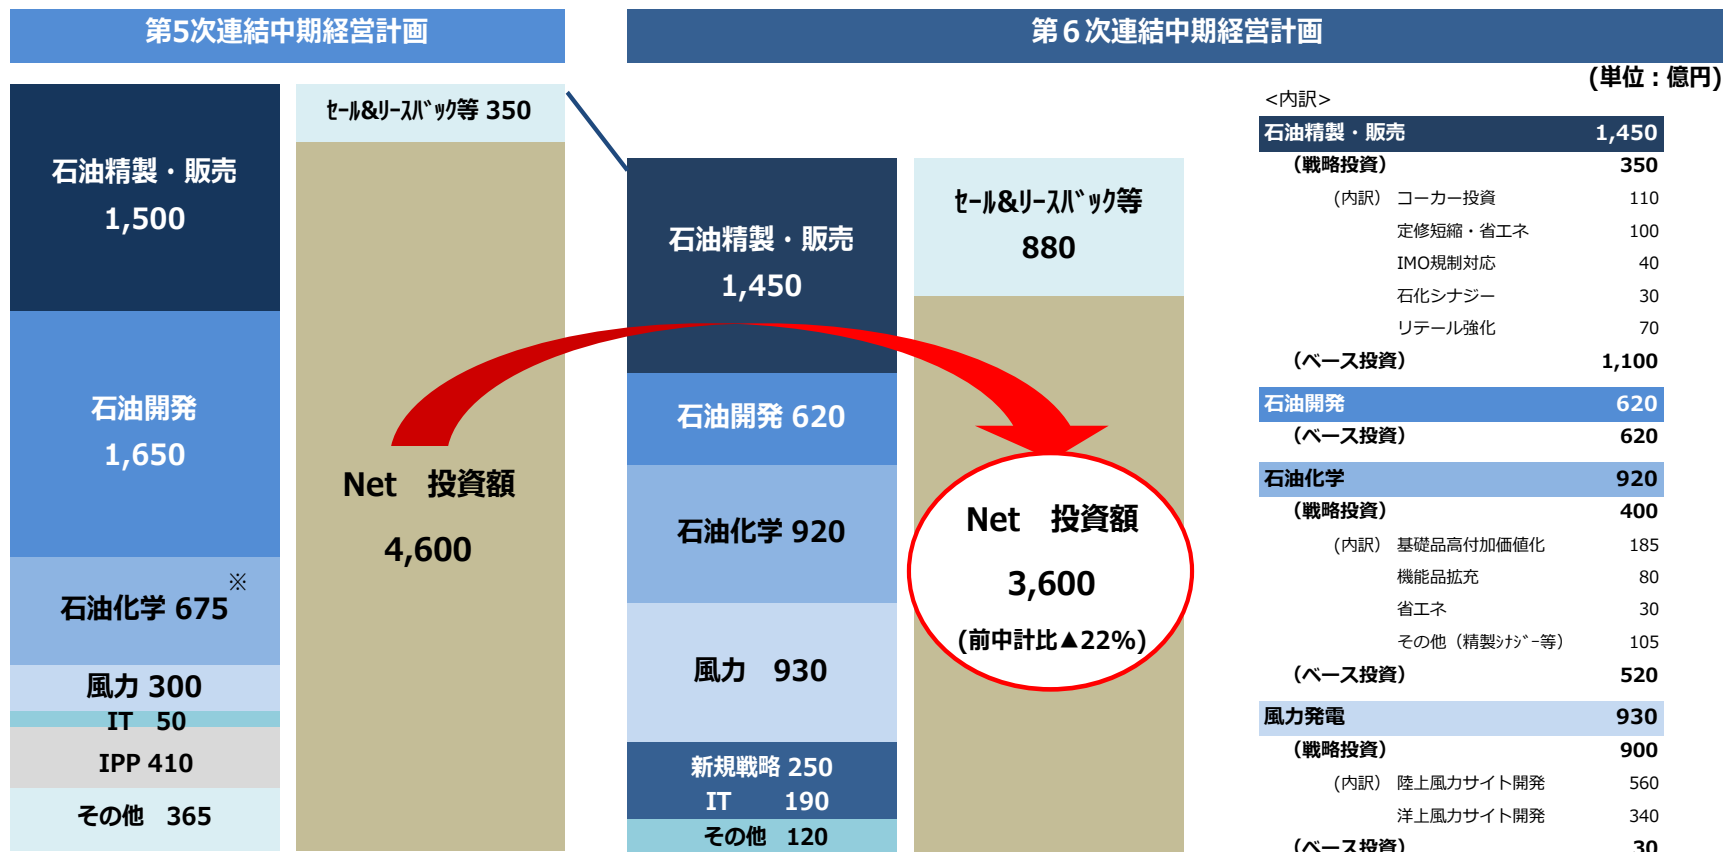 第5次連結中期経営計画
第６次連結中期経営計画
(単位：億円)
石油精製・販売
1,500
石油開発
1,650
石油化学 675※
風力 300
IT 50
IPP 410
その他 365
ｾｰﾙ&ﾘｰｽﾊﾞｯｸ等 350
Net 投資額
4,600
石油精製・販売
1,450
石油開発 620
石油化学 920
風力 930
新規戦略 250
IT 190
その他 120
ｾｰﾙ&ﾘｰｽﾊﾞｯｸ等
880
Net 投資額
3,600
(前中計比▲22%)
<内訳>
石油精製・販売 1,450
（戦略投資） 350
(内訳) コーカー投資 110
定修短縮・省エネ 100
IMO規制対応 40
石化シナジー 30
リテール強化 70
（ベース投資） 1,100
石油開発 620
（ベース投資） 620
石油化学 920
（戦略投資） 400
(内訳) 基礎品高付加価値化 185
機能品拡充 80
省エネ 30
その他（精製ｼﾅｼﾞｰ等） 105
（ベース投資） 520
風力発電 930
（戦略投資） 900
(内訳) 陸上風力サイト開発 560
洋上風力サイト開発 340
（ベース投資） 30